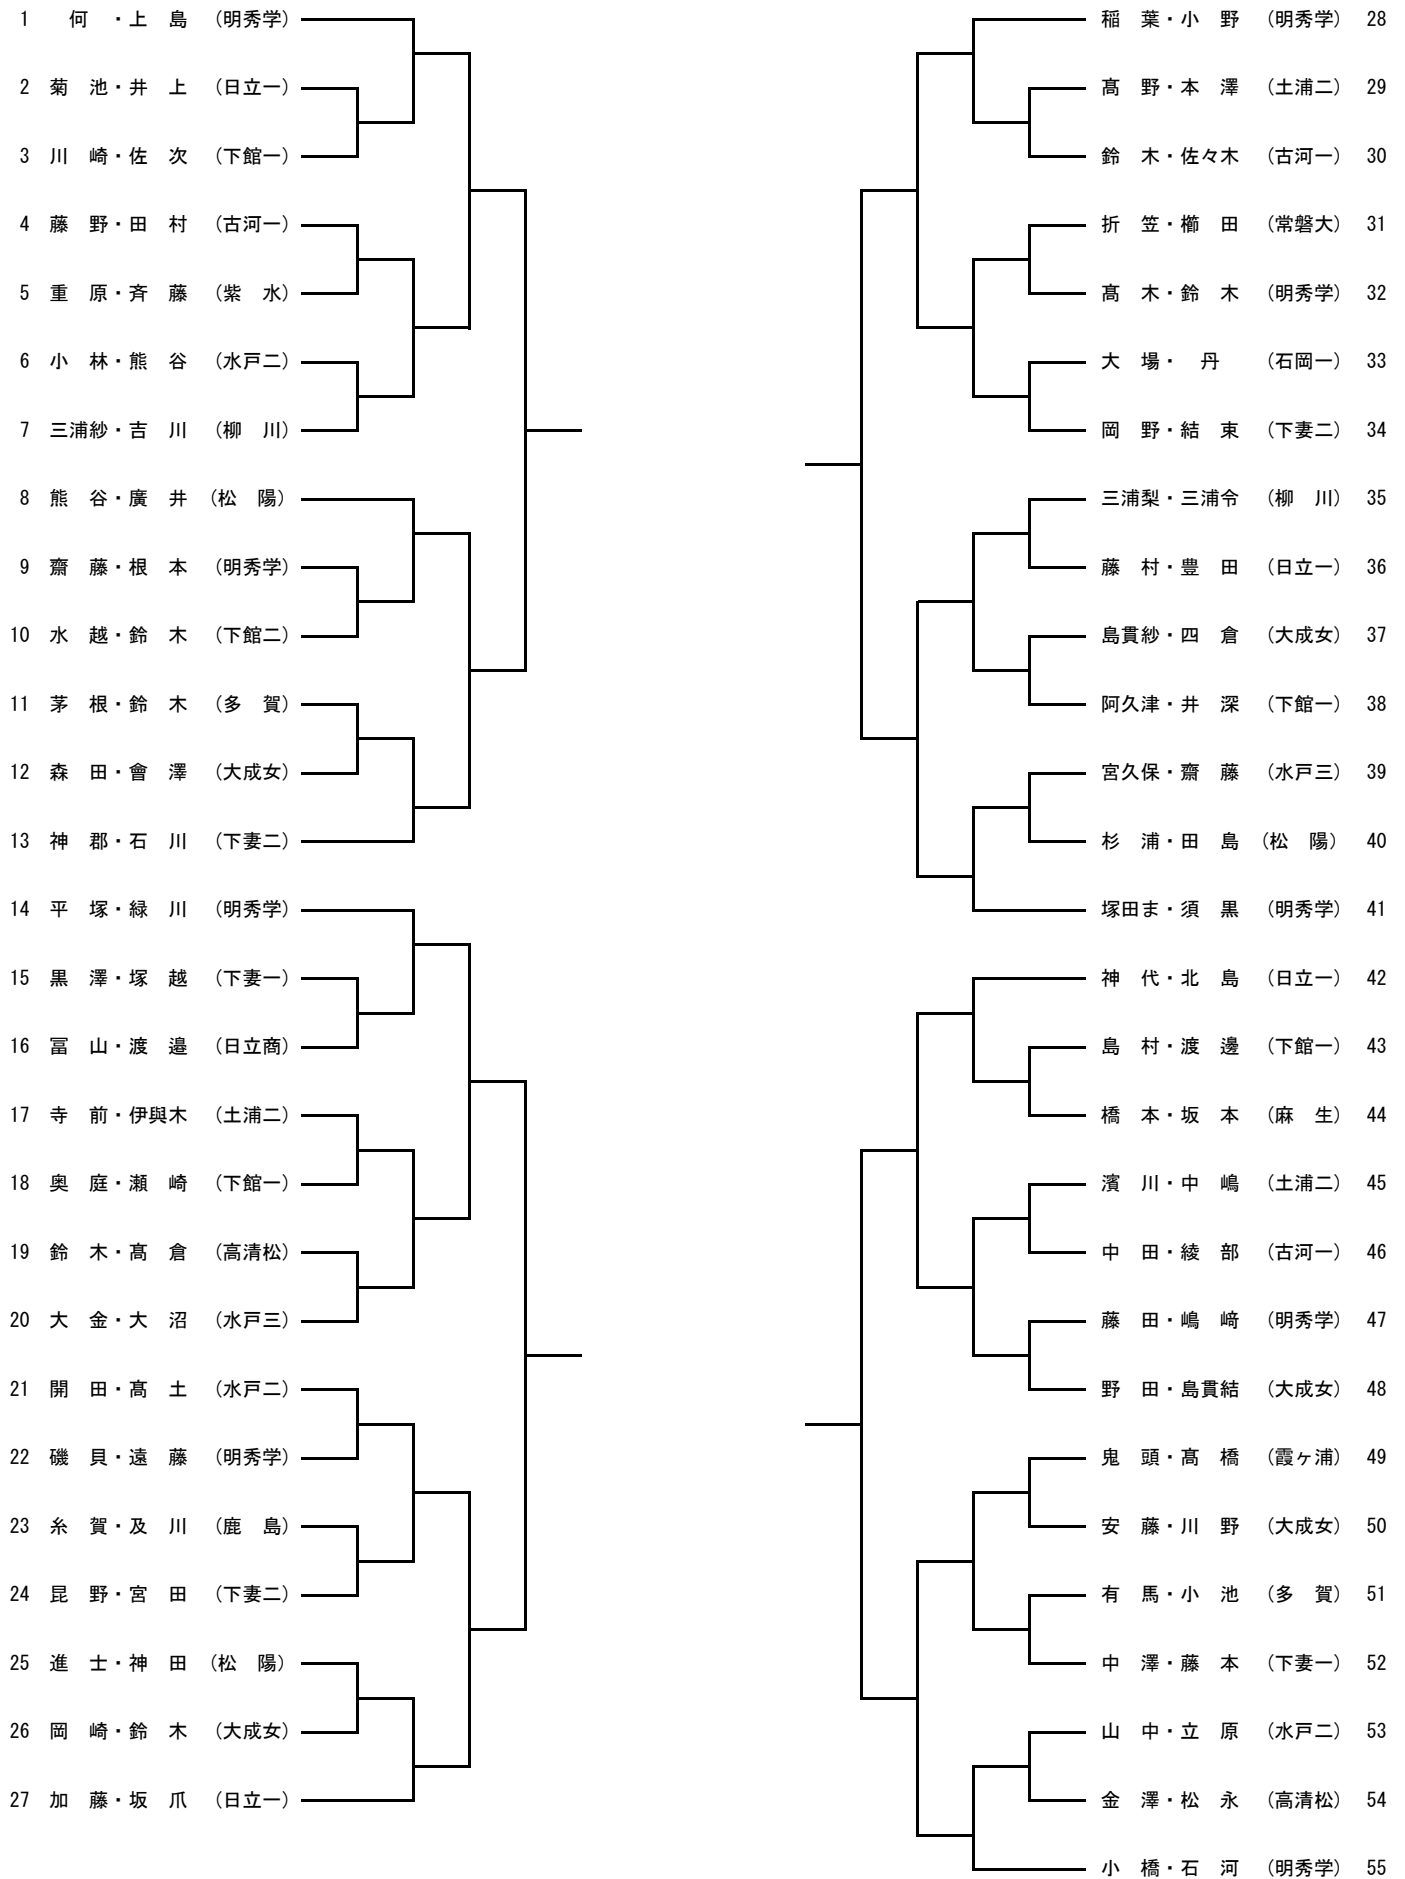 1 何 ・上 島 （明秀学）
2 菊 池・井 上 （日立一）
3 川 崎・佐 次 （下館一）
4 藤 野・田 村 （古河一）
5 重 原・斉 藤 （紫 水）
6 小 林・熊 谷 （水戸二）
7 三浦紗・吉 川 （柳 川）
8 熊 谷・廣 井 （松 陽）
9 齋 藤・根 本 （明秀学）
10 水 越・鈴 木 （下館二）
11 茅 根・鈴 木 （多 賀）
12 森 田・會 澤 （大成女）
13 神 郡・石 川 （下妻二）
14 平 塚・緑 川 （明秀学）
15 黒 澤・塚 越 （下妻一）
16 冨 山・渡 邉 （日立商）
17 寺 前・伊與木 （土浦二）
18 奥 庭・瀬 崎 （下館一）
19 鈴 木・髙 倉 （高清松）
20 大 金・大 沼 （水戸三）
21 開 田・髙 土 （水戸二）
22 磯 貝・遠 藤 （明秀学）
23 糸 賀・及 川 （鹿 島）
24 昆 野・宮 田 （下妻二）
25 進 士・神 田 （松 陽）
26 岡 崎・鈴 木 （大成女）
27 加 藤・坂 爪 （日立一）
稲 葉・小 野 （明秀学） 28
髙 野・本 澤 （土浦二） 29
鈴 木・佐々木 （古河一） 30
折 笠・櫛 田 （常磐大） 31
髙 木・鈴 木 （明秀学） 32
大 場・ 丹 （石岡一） 33
岡 野・結 束 （下妻二） 34
三浦梨・三浦令 （柳 川） 35
藤 村・豊 田 （日立一） 36
島貫紗・四 倉 （大成女） 37
阿久津・井 深 （下館一） 38
宮久保・齋 藤 （水戸三） 39
杉 浦・田 島 （松 陽） 40
塚田ま・須 黒 （明秀学） 41
神 代・北 島 （日立一） 42
島 村・渡 邊 （下館一） 43
橋 本・坂 本 （麻 生） 44
濱 川・中 嶋 （土浦二） 45
中 田・綾 部 （古河一） 46
藤 田・嶋 﨑 （明秀学） 47
野 田・島貫結 （大成女） 48
鬼 頭・髙 橋 （霞ヶ浦） 49
安 藤・川 野 （大成女） 50
有 馬・小 池 （多 賀） 51
中 澤・藤 本 （下妻一） 52
山 中・立 原 （水戸二） 53
金 澤・松 永 （高清松） 54
小 橋・石 河 （明秀学） 55